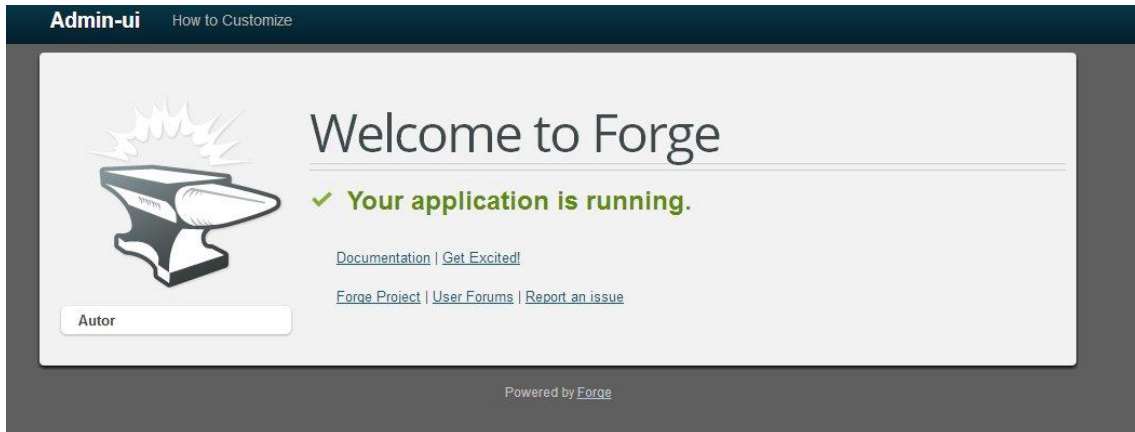 Admin-ui How to Customize
Welcome to Forge
Your application is running.
Documentation | Get Excited!
Forge Project | User Forums | Report an issue
Autor
Powered by Forge